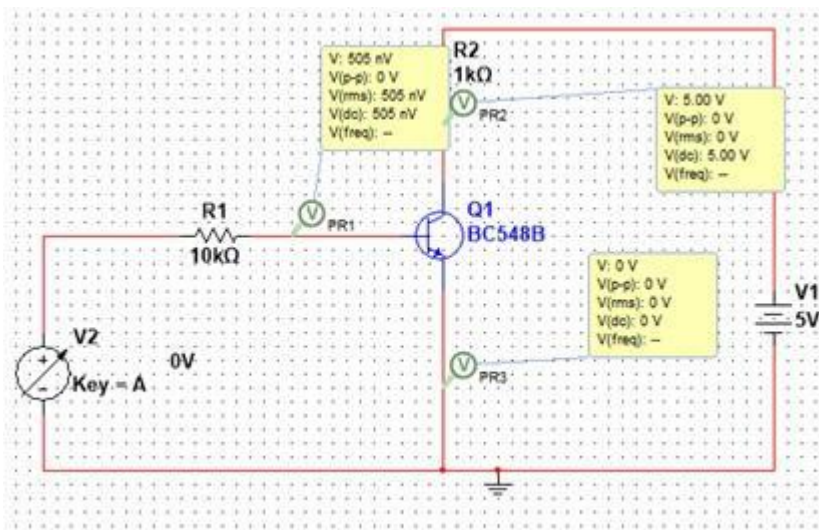 V: 505 nV
V(p-p): 0 V
V(rms): 505 nV
V(dc): 505 nV
V(freq): --
R2
1kΩ
V
PR2
V: 5.00 V
V(p-p): 0 V
V(rms): 0 V
V(dc): 5.00 V
V(freq): --
R1
10kΩ
V
PR1
Q1
BC548B
V: 0 V
V(p-p): 0 V
V(rms): 0 V
V(dc): 0 V
V(freq): --
V1
5V
V2
0V
Key = A
V
PR3